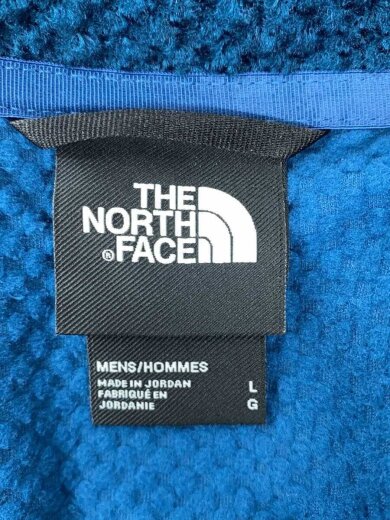 THE
NORTH
®FACE
MENS/HOMMES
MADE IN JORDAN
FABRIQUÉ EN
JORDANIE
L
G